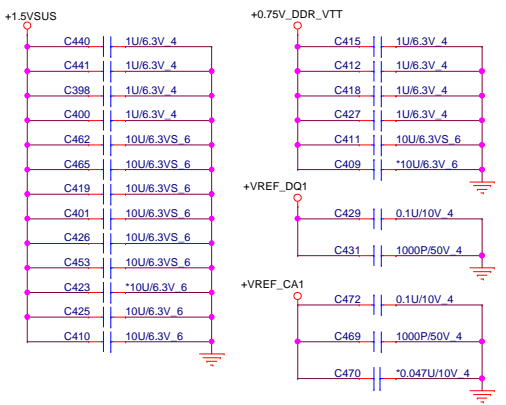 +1.5VSUS
C440 1U/6.3V_4
C441 1U/6.3V_4
C398 1U/6.3V_4
C400 1U/6.3V_4
C462 10U/6.3VS_6
C465 10U/6.3VS_6
C419 10U/6.3VS_6
C401 10U/6.3VS_6
C426 10U/6.3VS_6
C453 10U/6.3VS_6
C423 *10U/6.3V_6
C425 10U/6.3V_6
C410 10U/6.3V_6
+0.75V_DDR_VTT
C415 1U/6.3V_4
C412 1U/6.3V_4
C418 1U/6.3V_4
C427 1U/6.3V_4
C411 10U/6.3VS_6
C409 *10U/6.3V_6
+VREF_DQ1
C429 0.1U/10V_4
C431 1000P/50V_4
+VREF_CA1
C472 0.1U/10V_4
C469 1000P/50V_4
C470 *0.047U/10V_4